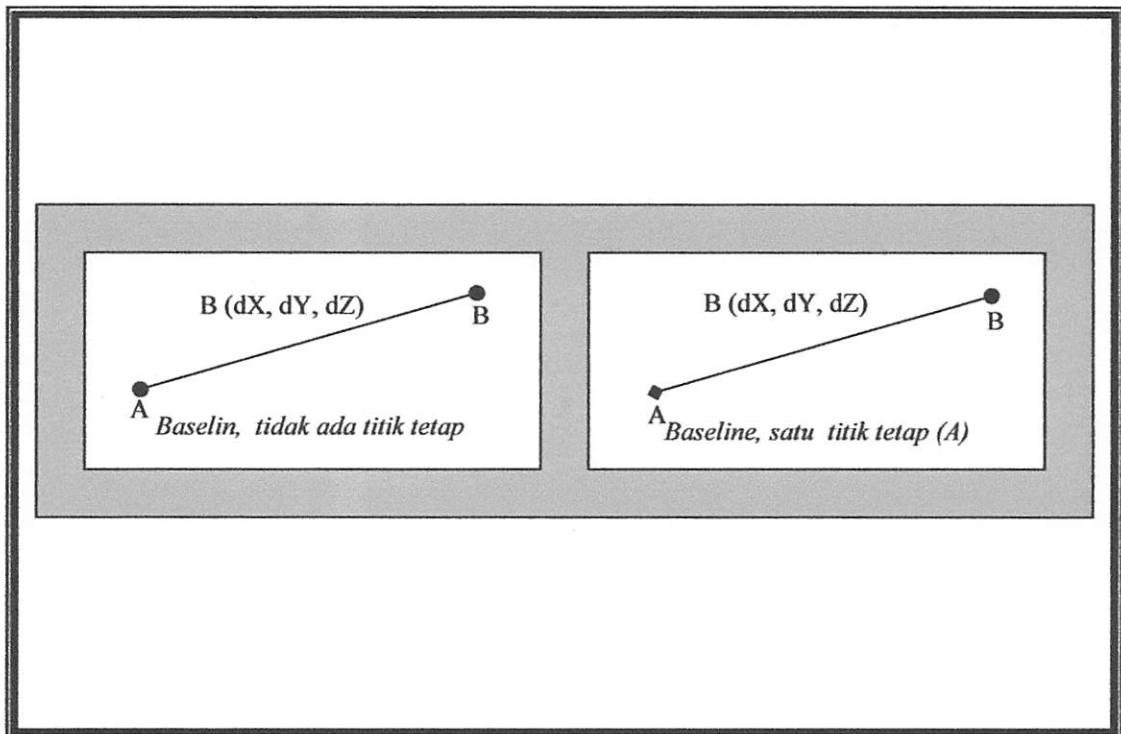 B (dX, dY, dZ)
B
A
Baselin, tidak ada titik tetap
B (dX, dY, dZ)
B
A
Baseline, satu titik tetap (A)